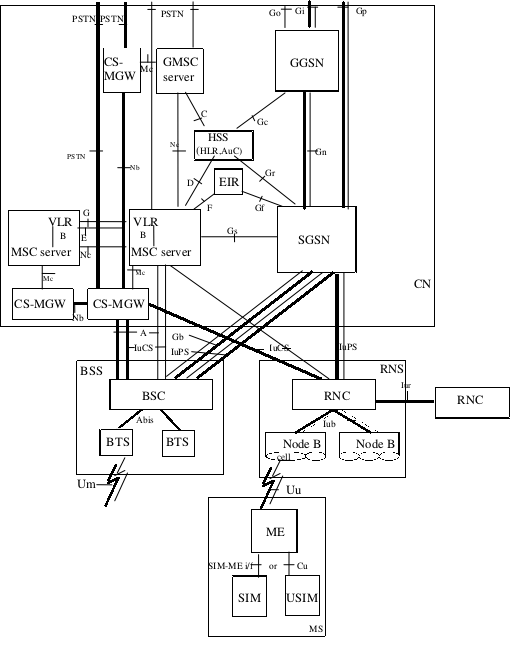 Go
Gi
Gp
PSTN
PSTN
PSTN
PSTN
CS-
MGW
Mc
GMSC
server
GGSN
C
Gc
HSS
(HLR,AuC)
PSTN
Nb
Nc
Gn
D
EIR
Gr
F
Gf
G
E
Nc
VLR
B
MSC server
VLR
B
MSC server
Gs
SGSN
Mc
Mc
CN
CS-MGW
Nb
CS-MGW
A
Gb
IuCS
IuPS
IuCS
IuPS
BSS
RNS
BSC
RNC
Iur
RNC
Abis
Iub
BTS
BTS
Node B
Node B
cell
Um
Uu
ME
SIM-ME i/f
or
Cu
SIM
USIM
MS